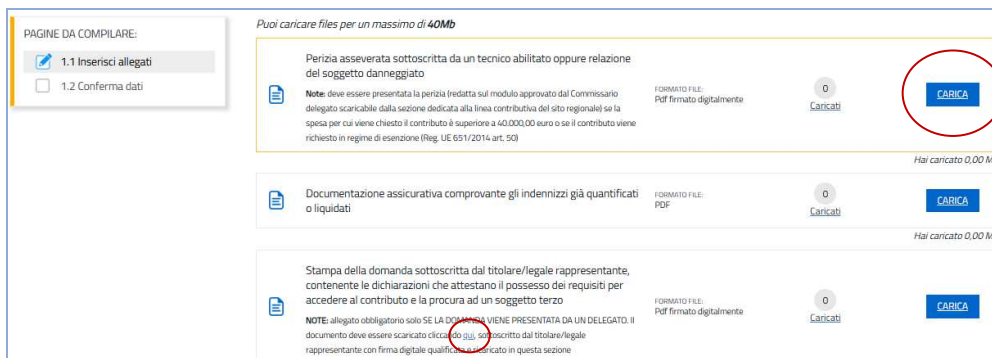 Puoi caricare files per un massimo di 40Mb
PAGINE DA COMPILARE:
1.1 Inserisci allegati
1.2 Conferma dati
Perizia asseverata sottoscritta da un tecnico abilitato oppure relazione
del soggetto danneggiato
Note: deve essere presentata la perizia (redatta sul modulo approvato dal Commissario
delegato scaricabile dalla sezione dedicata alla linea contributiva del sito regionale) se la
spesa per cui viene chiesto il contributo è superiore a 40.000,00 euro o se il contributo viene
richiesto in regime di esenzione (Reg. UE 651/2014 art. 50)
FORMATO FILE:
Pdf firmato digitalmente
0
Caricati
CARICA
Hai caricato 0,00 M
Documentazione assicurativa comprovante gli indennizzi già quantificati
o liquidati
FORMATO FILE:
PDF
0
Caricati
CARICA
Hai caricato 0,00 M
Stampa della domanda sottoscritta dal titolare/legale rappresentante,
contenente le dichiarazioni che attestano il possesso dei requisiti per
accedere al contributo e la procura ad un soggetto terzo
NOTE: allegato obbligatorio solo SE LA DOMANDA VIENE PRESENTATA DA UN DELEGATO. Il
documento deve essere scaricato cliccando qui, sottoscritto dal titolare/legale
rappresentante con firma digitale qualificata e ricaricato in questa sezione
FORMATO FILE:
Pdf firmato digitalmente
0
Caricati
CARICA